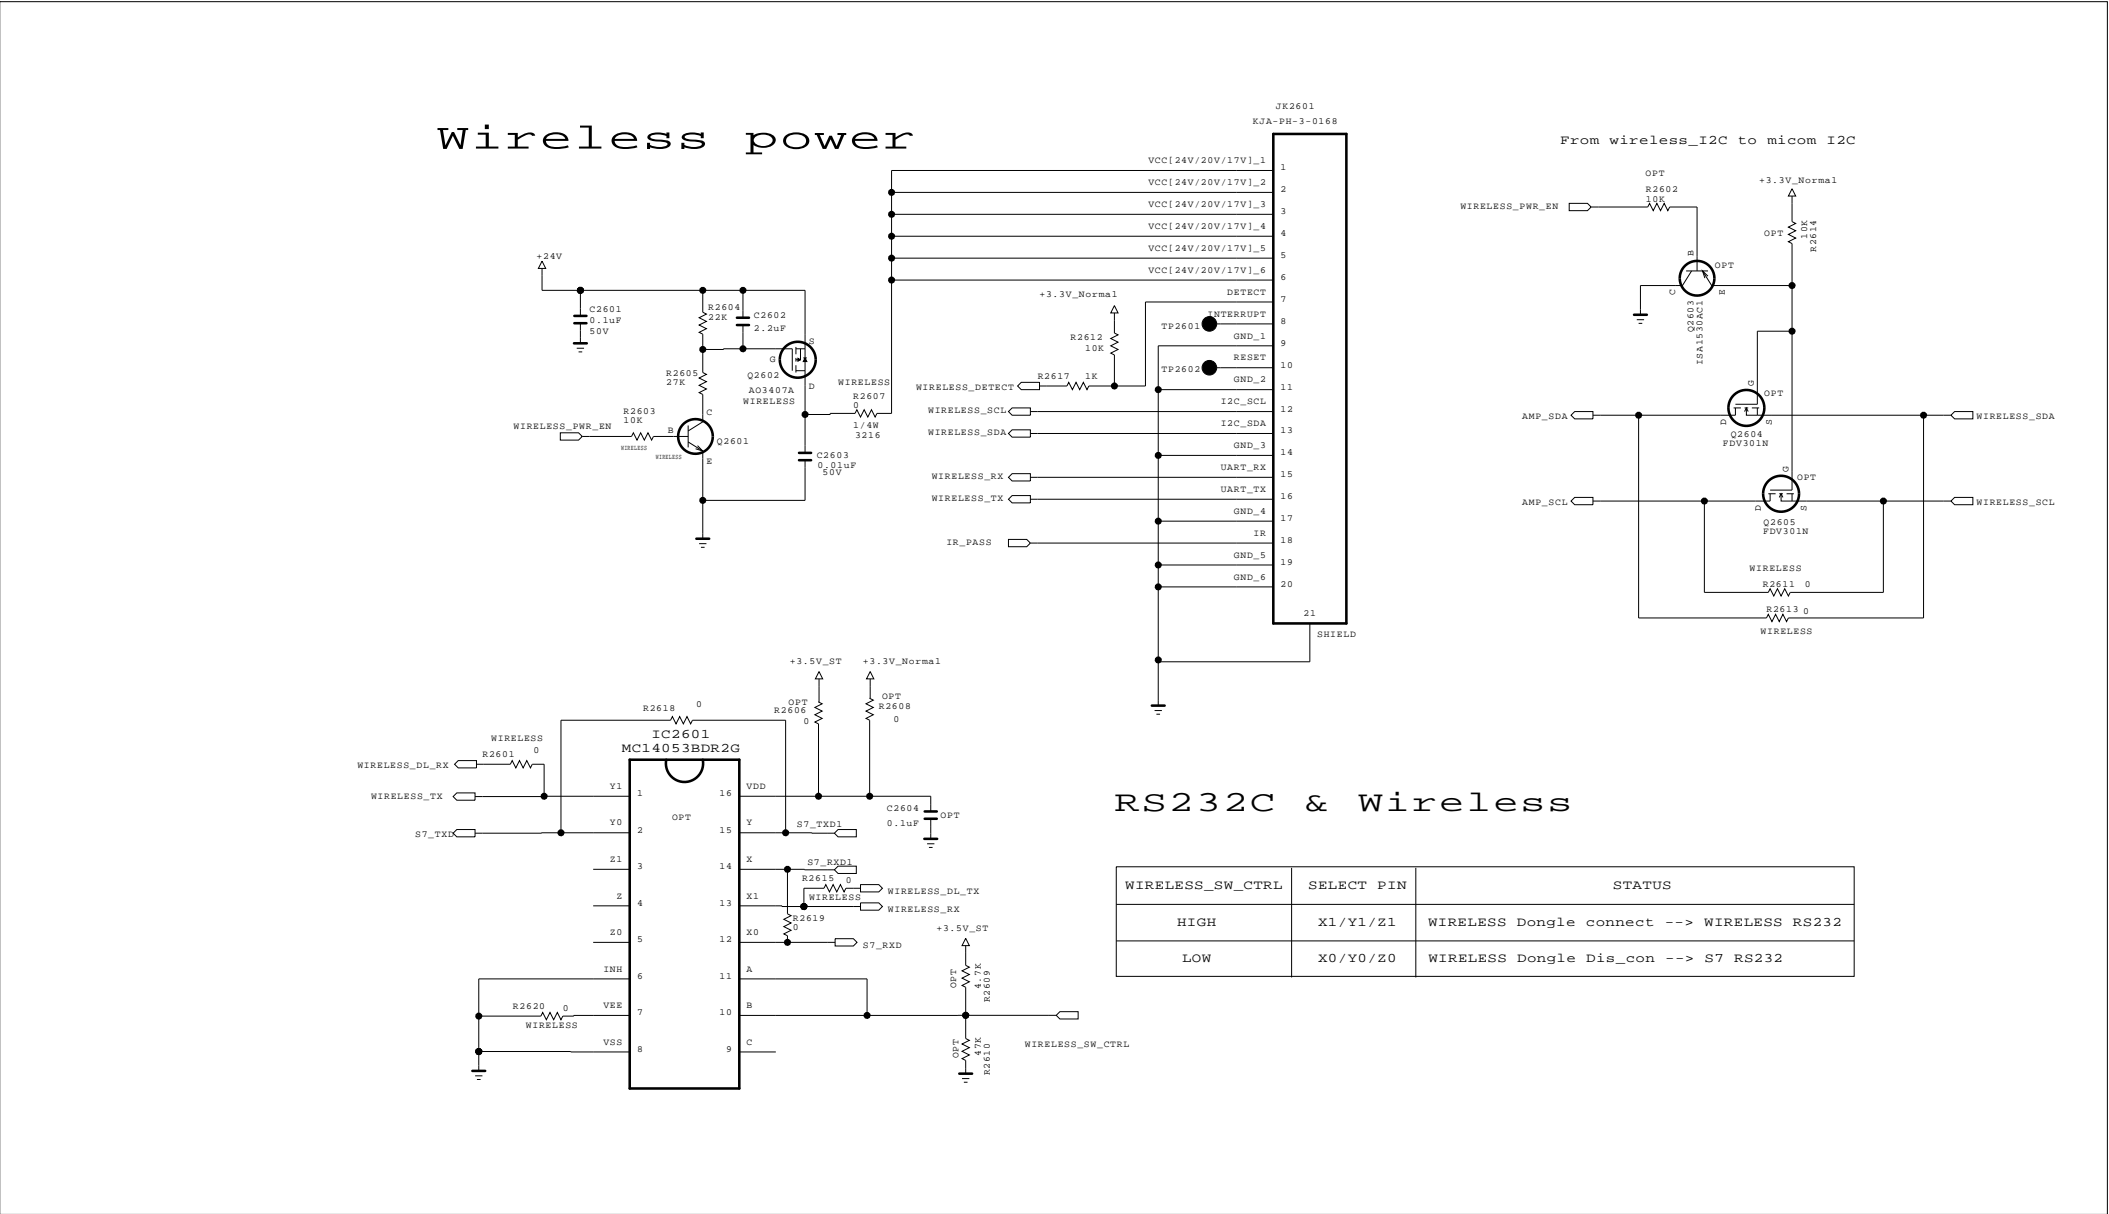 Wireless power
+24V
C2601
0.1uF
50V
R2604
22K
C2602
2.2uF
R2605
27K
S
G
D
Q2602
AO3407A
WIRELESS
R2603
10K
WIRELESS_PWR_EN
WIRELESS
WIRELESS
B
C
E
Q2601
WIRELESS
R2607
0
1/4W
3216
C2603
0.01uF
50V
JK2601
KJA-PH-3-0168
VCC[24V/20V/17V]_1 1
VCC[24V/20V/17V]_2 2
VCC[24V/20V/17V]_3 3
VCC[24V/20V/17V]_4 4
VCC[24V/20V/17V]_5 5
VCC[24V/20V/17V]_6 6
DETECT 7
INTERRUPT 8
GND_1 9
RESET 10
GND_2 11
I2C_SCL 12
I2C_SDA 13
GND_3 14
UART_RX 15
UART_TX 16
GND_4 17
IR 18
GND_5 19
GND_6 20
21
SHIELD
+3.3V_Normal
R2612
10K
TP2601
TP2602
R2617 1K
WIRELESS_DETECT
WIRELESS_SCL
WIRELESS_SDA
WIRELESS_RX
WIRELESS_TX
IR_PASS
From wireless_I2C to micom I2C
OPT
R2602
10K
WIRELESS_PWR_EN
+3.3V_Normal
OPT
10K
R2614
B
C
E
OPT
Q2603
ISA1530AC1
G
OPT
AMP_SDA
D
S
WIRELESS_SDA
Q2604
FDV301N
G
OPT
AMP_SCL
D
S
WIRELESS_SCL
Q2605
FDV301N
WIRELESS
R2611 0
R2613 0
WIRELESS
+3.5V_ST
+3.3V_Normal
OPT
R2606
0
OPT
R2608
0
R2618 0
IC2601
MC14053BDR2G
WIRELESS
R2601 0
WIRELESS_DL_RX
WIRELESS_TX
S7_TXD
OPT
Y1 1
Y0 2
Z1 3
Z 4
Z0 5
INH 6
VEE 7
VSS 8
16 VDD
15 Y
14 X
13 X1
12 X0
11 A
10 B
9 C
R2620 0
WIRELESS
C2604
0.1uF
OPT
S7_TXD1
S7_RXD1
R2615 0
WIRELESS
WIRELESS_DL_TX
WIRELESS_RX
R2619
0
S7_RXD
+3.5V_ST
OPT
4.7K
R2609
OPT
47K
R2610
WIRELESS_SW_CTRL
RS232C & Wireless
WIRELESS_SW_CTRL SELECT PIN STATUS
HIGH X1/Y1/Z1 WIRELESS Dongle connect --> WIRELESS RS232
LOW X0/Y0/Z0 WIRELESS Dongle Dis_con --> S7 RS232